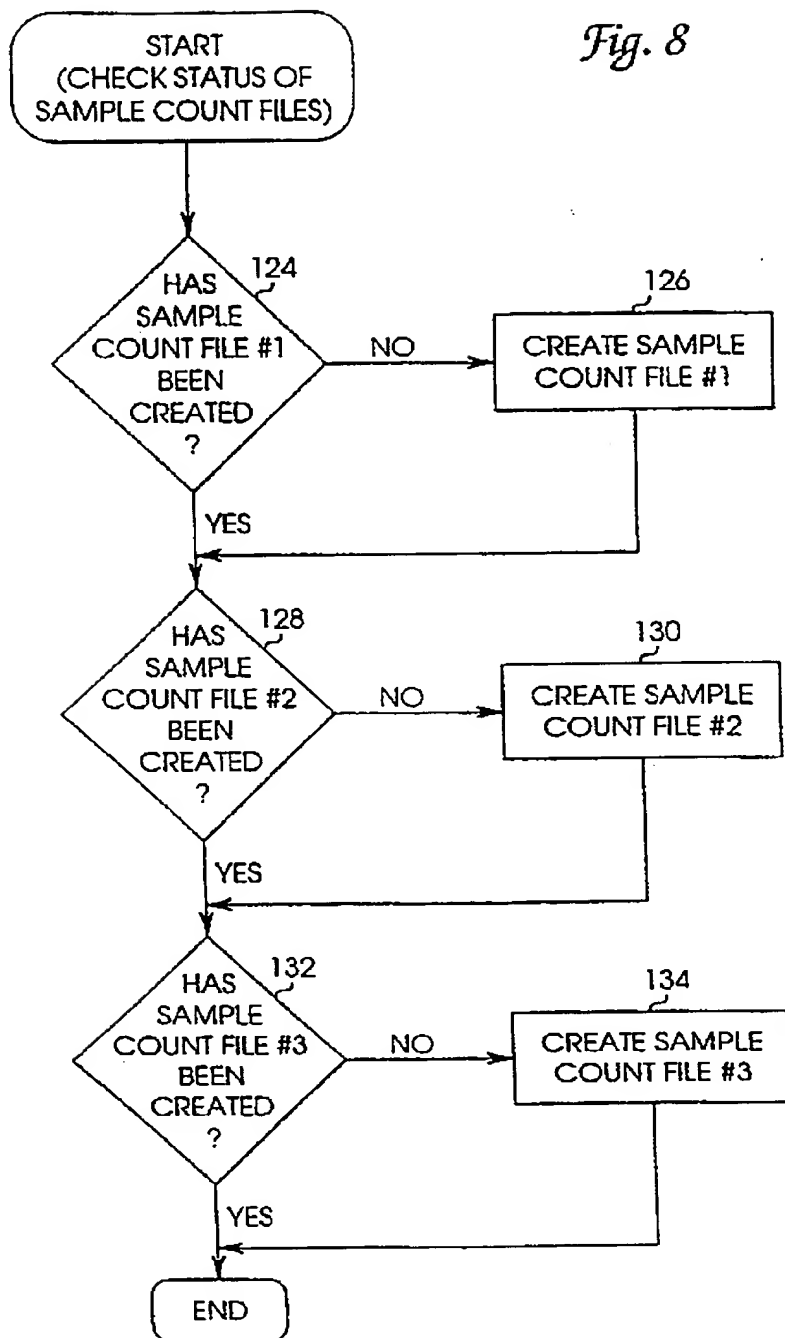 Fig. 8
START
(CHECK STATUS OF
SAMPLE COUNT FILES)
124
HAS
SAMPLE
COUNT FILE #1
BEEN
CREATED
?
NO
126
CREATE SAMPLE
COUNT FILE #1
YES
128
HAS
SAMPLE
COUNT FILE #2
BEEN
CREATED
?
NO
130
CREATE SAMPLE
COUNT FILE #2
YES
132
HAS
SAMPLE
COUNT FILE #3
BEEN
CREATED
?
NO
134
CREATE SAMPLE
COUNT FILE #3
YES
END